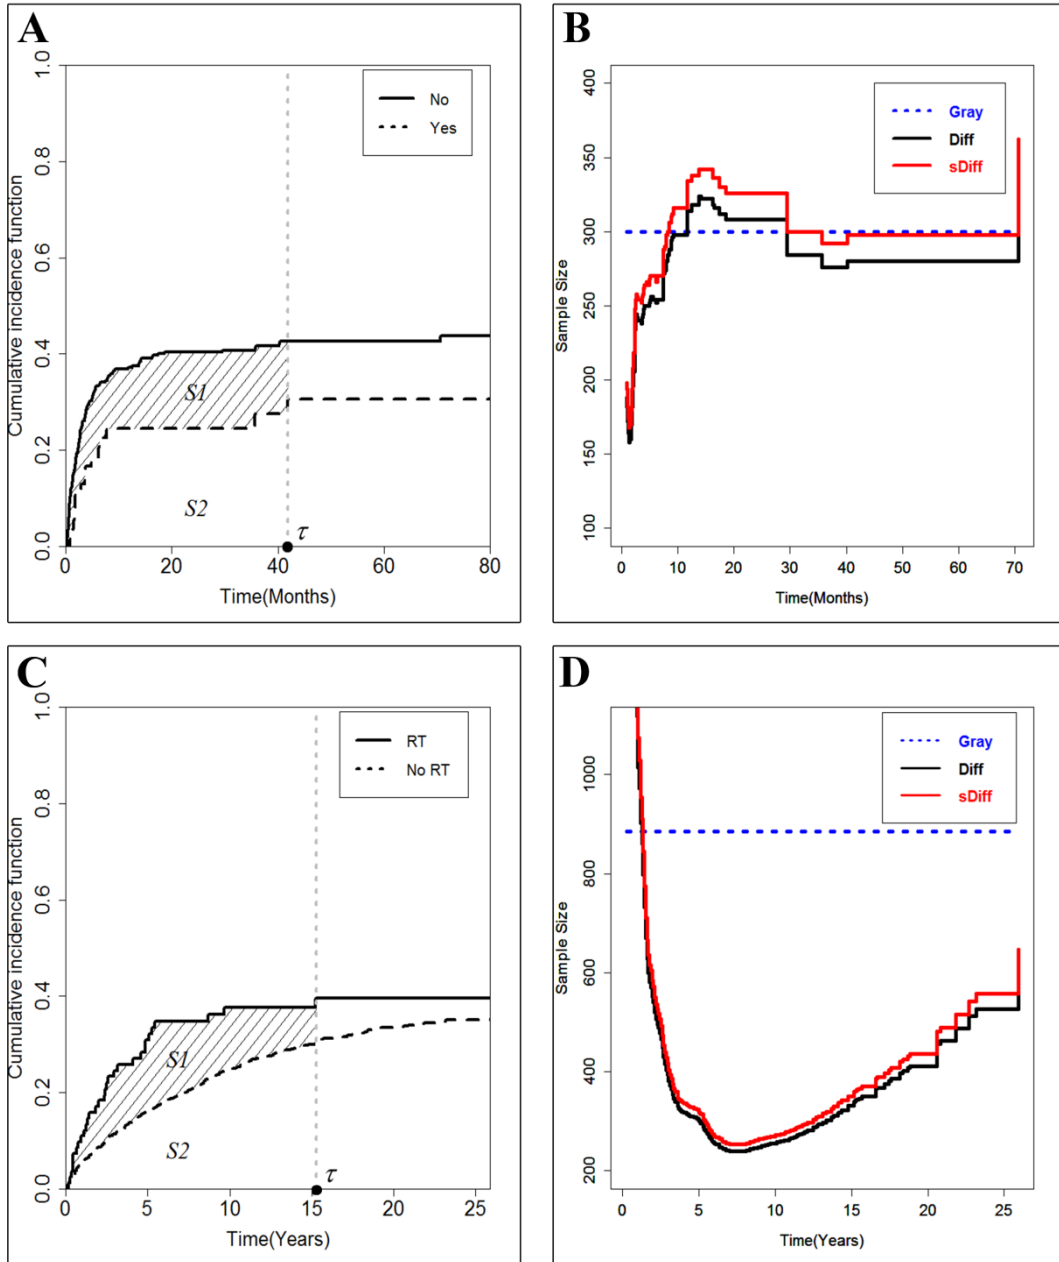 A
Cumulative incidence function
1.0
0.8
0.6
0.4
0.2
0.0
No
Yes
S1
S2
τ
0 20 40 60 80
Time(Months)
B
Sample Size
400
350
300
250
200
150
100
Gray
Diff
sDiff
0 10 20 30 40 50 60 70
Time(Months)
C
Cumulative incidence function
1.0
0.8
0.6
0.4
0.2
0.0
RT
No RT
S1
S2
τ
0 5 10 15 20 25
Time(Years)
D
Sample Size
1000
800
600
400
200
Gray
Diff
sDiff
0 5 10 15 20 25
Time(Years)